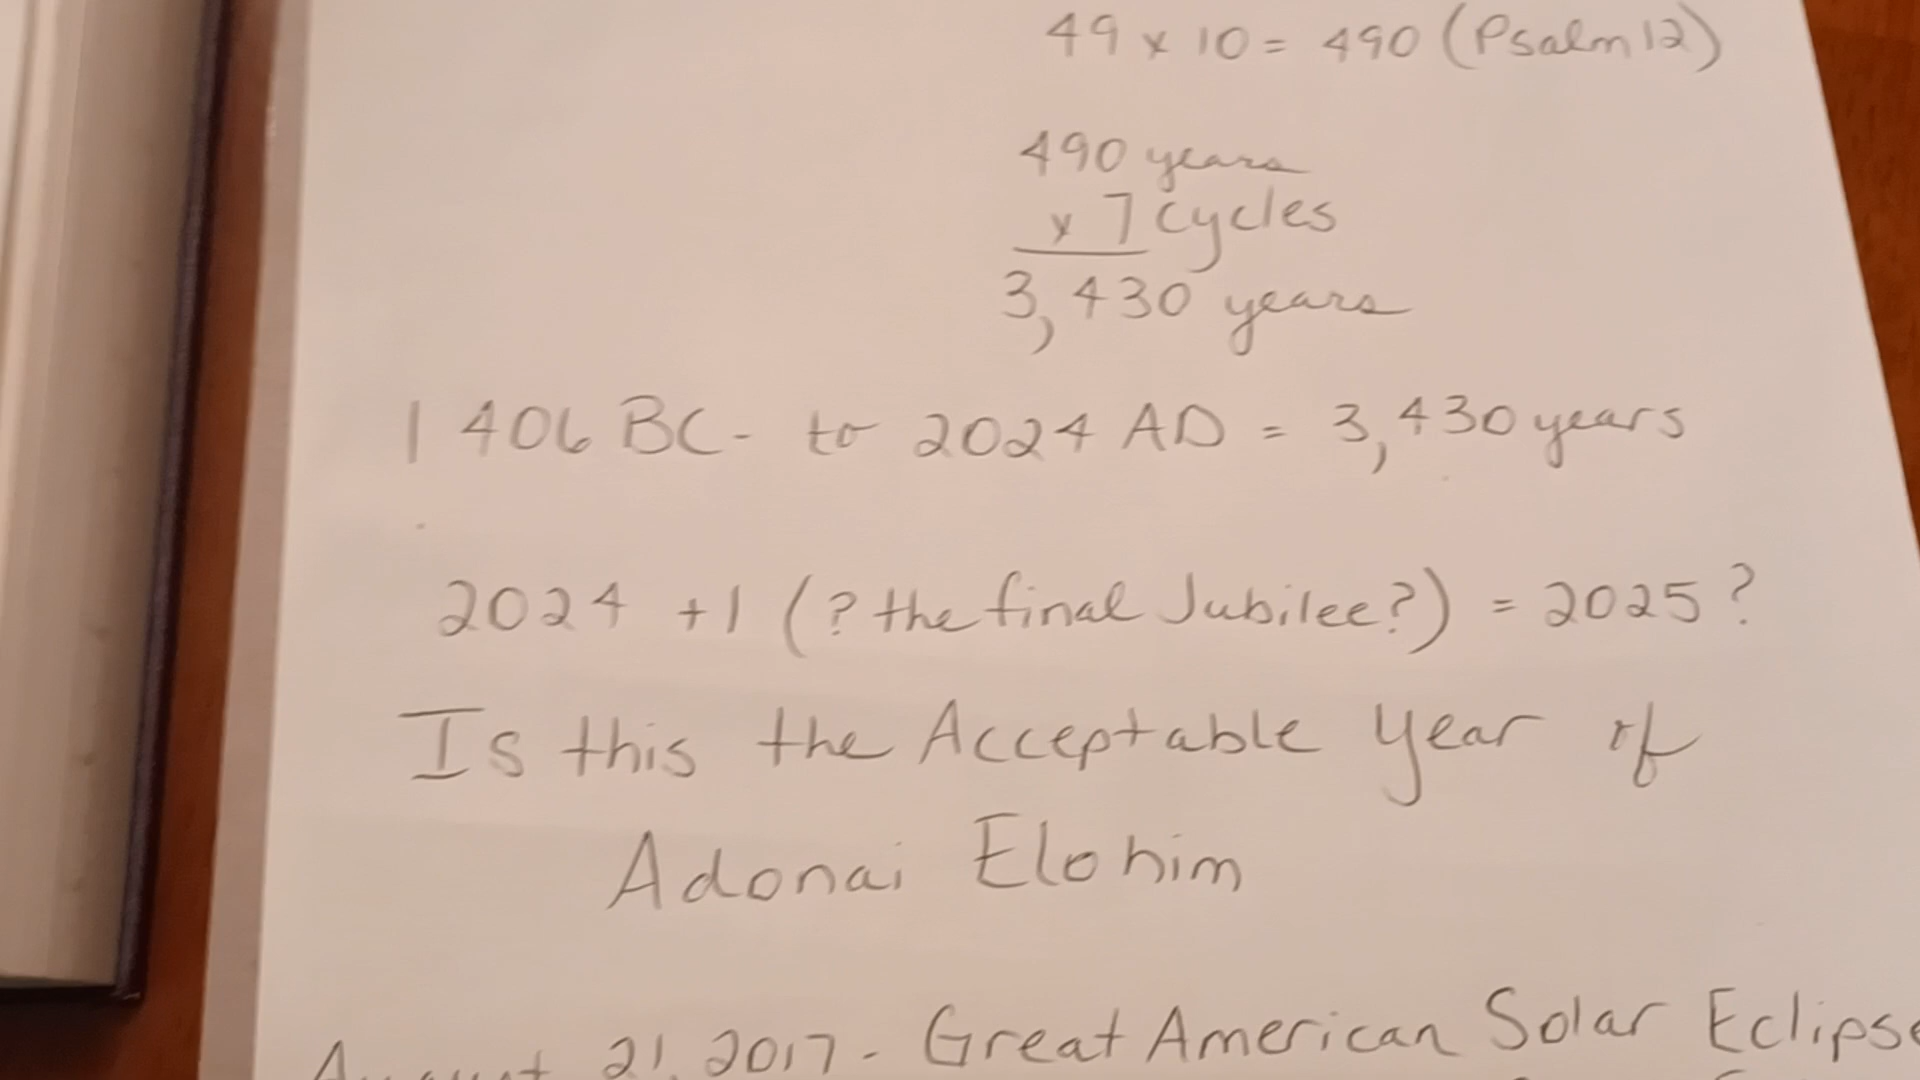 49 x 10 = 490 (Psalm 12)
490 years
x 7 cycles
3,430 years
1406 BC - to 2024 AD = 3,430 years
2024 +1 (? the final Jubilee?) = 2025?
Is this the Acceptable Year of
Adonai Elohim
August 21, 2017 - Great American Solar Eclipse